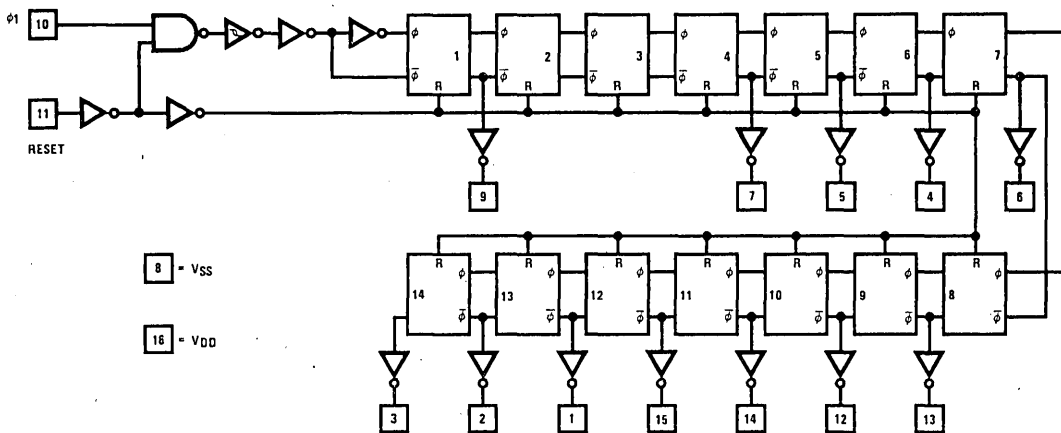 φ1 10
φ φ φ φ φ φ φ
1 2 3 4 5 6 7
φ̅ φ̅ φ̅ φ̅ φ̅ φ̅ φ̅
R R R R R R R
11
RESET
9 7 5 4 6
8 = VSS
R R R R R R R
φ φ φ φ φ φ φ
14 13 12 11 10 9 8
φ̅ φ̅ φ̅ φ̅ φ̅ φ̅ φ̅
16 = VDD
3 2 1 15 14 12 13